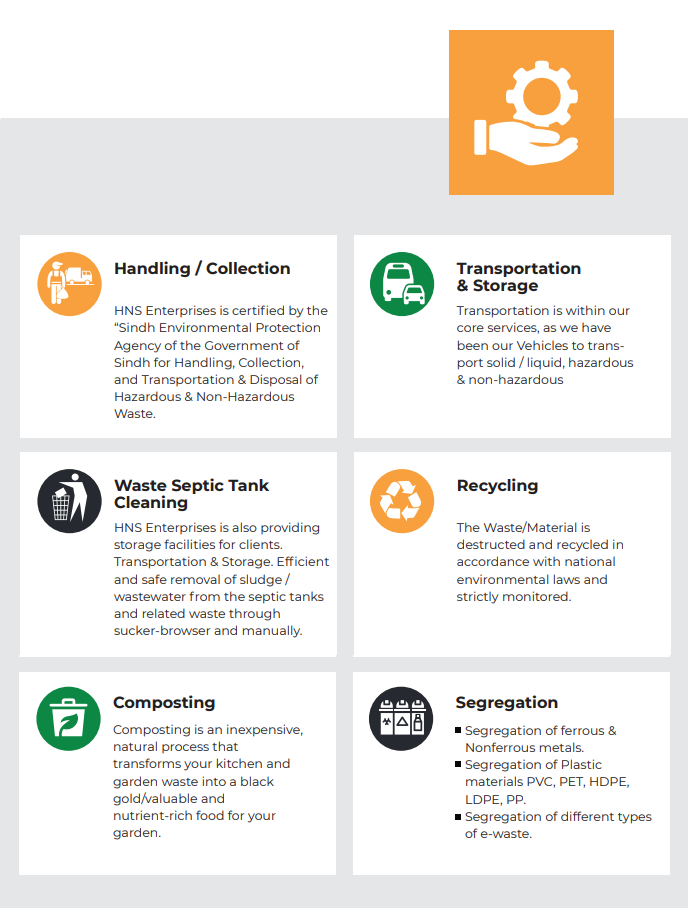 Handling / Collection
HNS Enterprises is certified by the
“Sindh Environmental Protection
Agency of the Government of
Sindh for Handling, Collection,
and Transportation & Disposal of
Hazardous & Non-Hazardous
Waste.
Transportation
& Storage
Transportation is within our
core services, as we have
been our Vehicles to trans-
port solid / liquid, hazardous
& non-hazardous
Waste Septic Tank
Cleaning
HNS Enterprises is also providing
storage facilities for clients.
Transportation & Storage. Efficient
and safe removal of sludge /
wastewater from the septic tanks
and related waste through
sucker-browser and manually.
Recycling
The Waste/Material is
destructed and recycled in
accordance with national
environmental laws and
strictly monitored.
Composting
Composting is an inexpensive,
natural process that
transforms your kitchen and
garden waste into a black
gold/valuable and
nutrient-rich food for your
garden.
Segregation
Segregation of ferrous &
Nonferrous metals.
Segregation of Plastic
materials PVC, PET, HDPE,
LDPE, PP.
Segregation of different types
of e-waste.